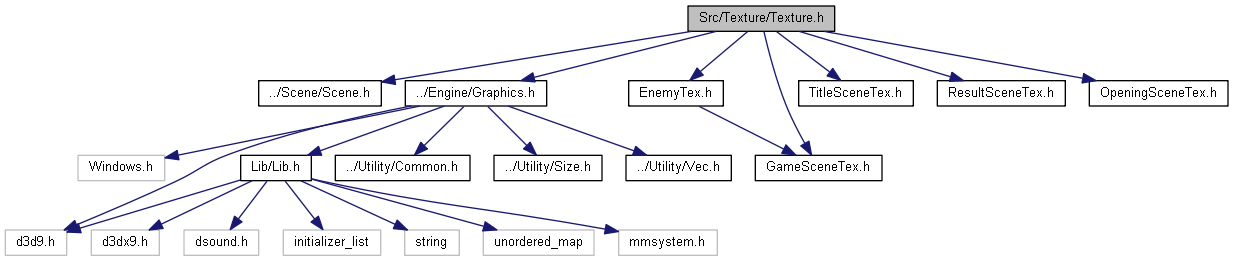 Src/Texture/Texture.h
../Scene/Scene.h
../Engine/Graphics.h
EnemyTex.h
TitleSceneTex.h
ResultSceneTex.h
OpeningSceneTex.h
Windows.h
Lib/Lib.h
../Utility/Common.h
../Utility/Size.h
../Utility/Vec.h
GameSceneTex.h
d3d9.h
d3dx9.h
dsound.h
initializer_list
string
unordered_map
mmsystem.h